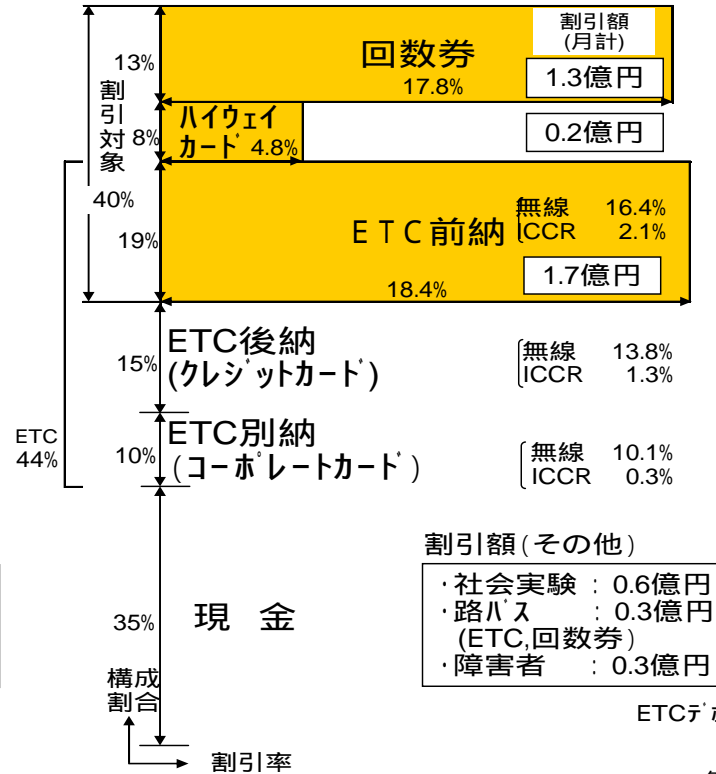 割引額
(月計)
13%
回数券
17.8%
1.3億円
割引対象
8%
ハイウェイ
カード 4.8%
0.2億円
40%
19%
ETC前納
無線 16.4%
ICCR 2.1%
1.7億円
18.4%
15%
ETC後納
(クレジットカード)
無線 13.8%
ICCR 1.3%
ETC
44%
10%
ETC別納
(コーポレートカード)
無線 10.1%
ICCR 0.3%
割引額(その他)
・社会実験 : 0.6億円
・路バス : 0.3億円
(ETC,回数券)
・障害者 : 0.3億円
35%
現 金
構成
割合
割引率
ETCデ